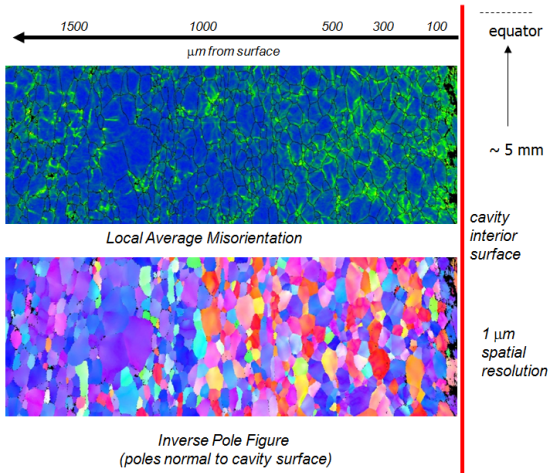 1500 1000 500 300 100
μm from surface
equator
~ 5 mm
Local Average Misorientation
cavity
interior
surface
1 μm
spatial
resolution
Inverse Pole Figure
(poles normal to cavity surface)